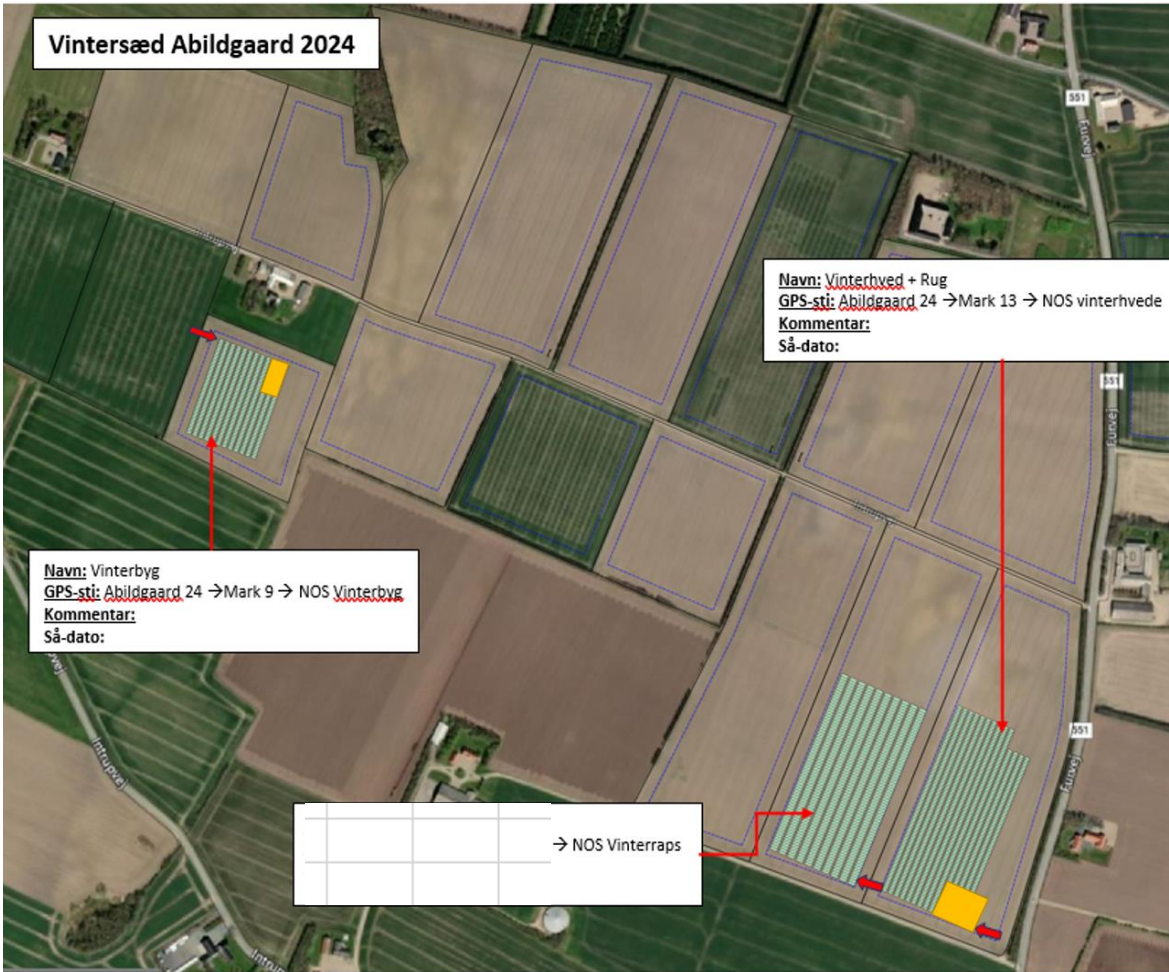 Vintersæd Abildgaard 2024
551
Furvej
Navn: Vinterhved + Rug
GPS-sti: Abildgaard 24 →Mark 13 → NOS vinterhvede
Kommentar:
Så-dato:
551
Furvej
Navn: Vinterbyg
GPS-sti: Abildgaard 24 →Mark 9 → NOS Vinterbyg
Kommentar:
Så-dato:
551
Furvej
Intrupvej
→ NOS Vinterraps